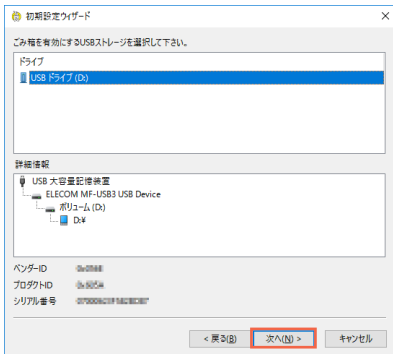 初期設定ウィザード
ごみ箱を有効にするUSBストレージを選択して下さい。
ドライブ
USB ドライブ (D:)
詳細情報
USB 大容量記憶装置
ELECOM MF-USB3 USB Device
ボリューム (D:)
D:¥
ベンダーID
プロダクトID
シリアル番号
< 戻る(B)
次へ(N) >
キャンセル